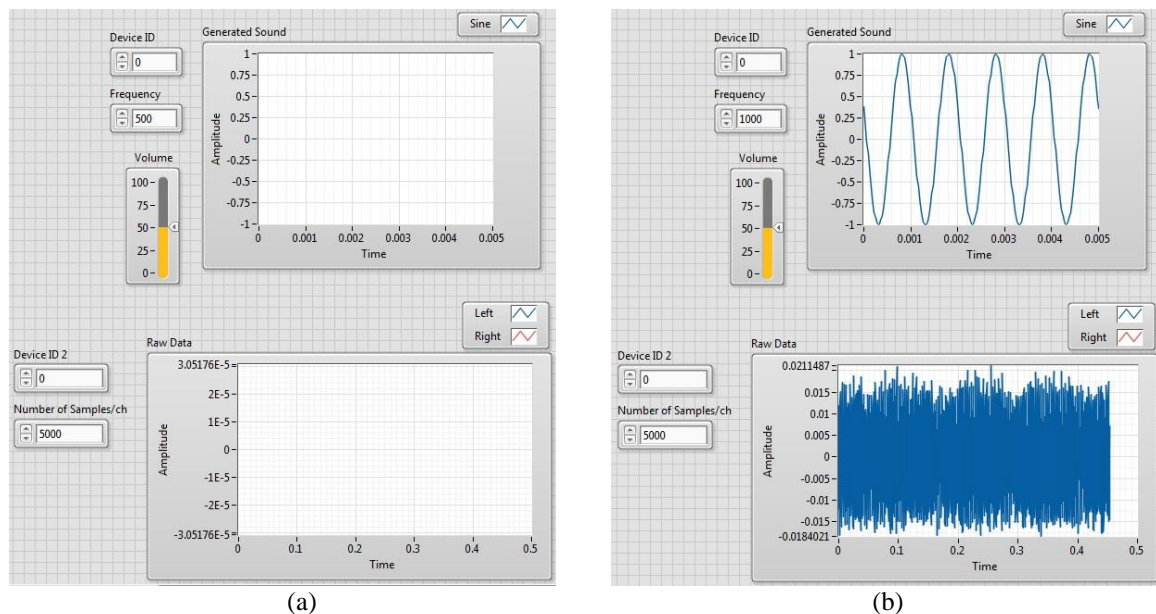 Sine
Device ID
Generated Sound
0
Frequency
500
Volume
100
75
50
25
0
1
0.75
0.5
0.25
0
-0.25
-0.5
-0.75
-1
Amplitude
0 0.001 0.002 0.003 0.004 0.005
Time
Left
Right
Raw Data
Device ID 2
0
Number of Samples/ch
5000
3.05176E-5
2E-5
1E-5
0
-1E-5
-2E-5
-3.05176E-5
Amplitude
0 0.1 0.2 0.3 0.4 0.5
Time
(a)
Sine
Device ID
Generated Sound
0
Frequency
1000
Volume
100
75
50
25
0
1
0.75
0.5
0.25
0
-0.25
-0.5
-0.75
-1
Amplitude
0 0.001 0.002 0.003 0.004 0.005
Time
Left
Right
Raw Data
Device ID 2
0
Number of Samples/ch
5000
0.0211487
0.015
0.01
0.005
0
-0.005
-0.01
-0.015
-0.0184021
Amplitude
0 0.1 0.2 0.3 0.4 0.5
Time
(b)